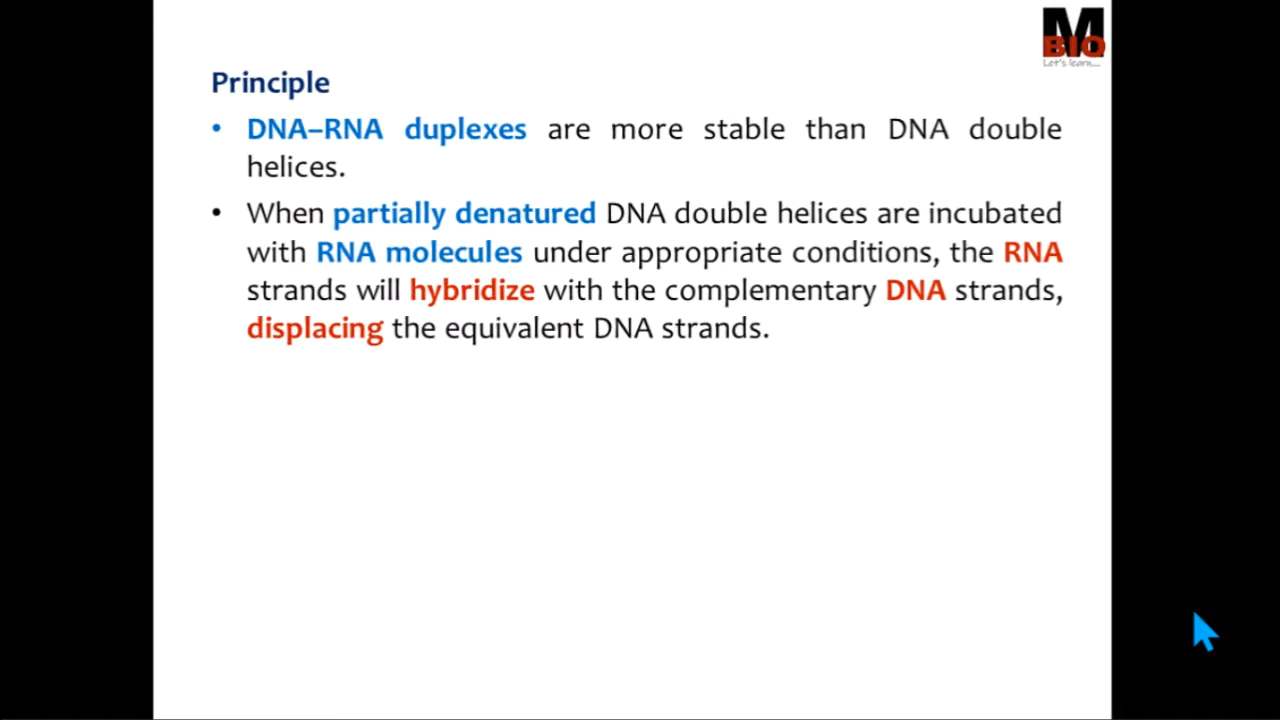 M
BIO
Let's learn....
Principle
• DNA–RNA duplexes are more stable than DNA double
helices.
• When partially denatured DNA double helices are incubated
with RNA molecules under appropriate conditions, the RNA
strands will hybridize with the complementary DNA strands,
displacing the equivalent DNA strands.